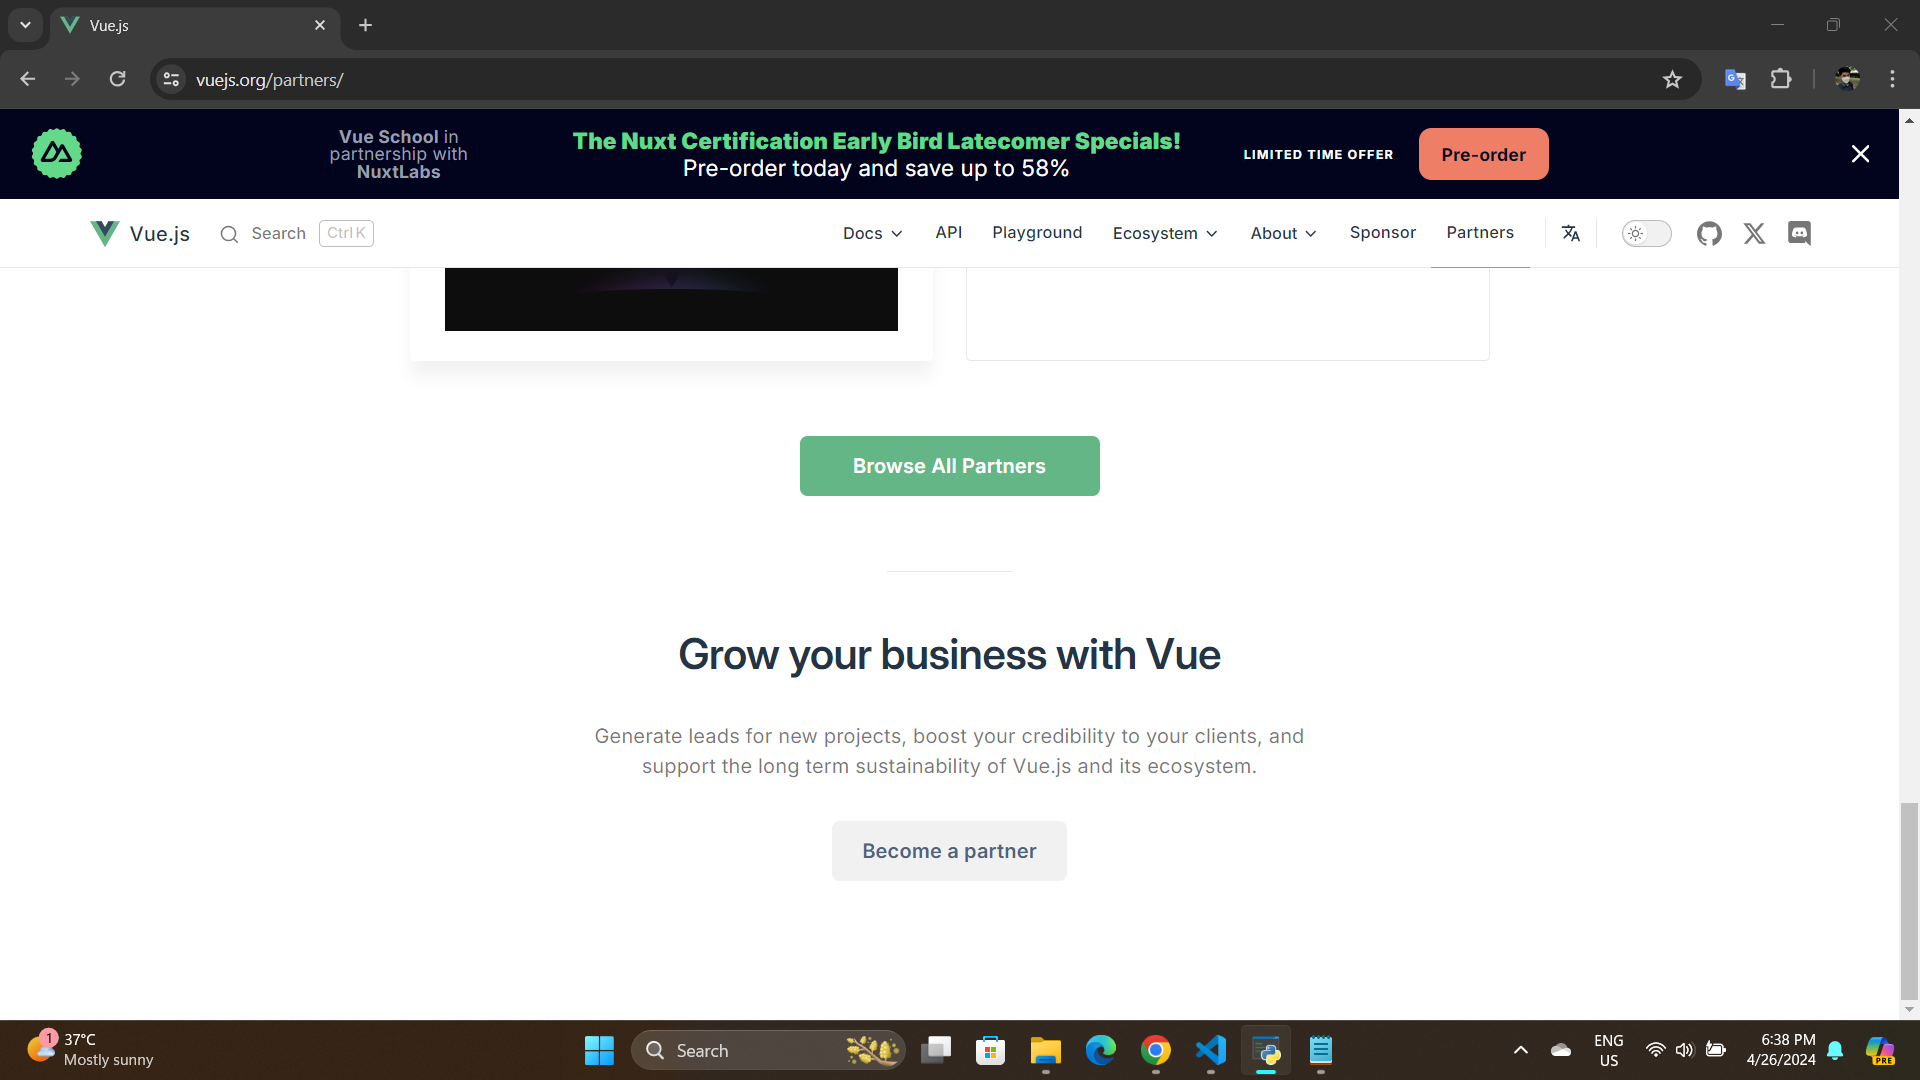 Vue.js
vuejs.org/partners/
Vue School in
partnership with
NuxtLabs
The Nuxt Certification Early Bird Latecomer Specials!
Pre-order today and save up to 58%
LIMITED TIME OFFER
Pre-order
Vue.js
Search
Ctrl K
Docs
API
Playground
Ecosystem
About
Sponsor
Partners
Browse All Partners
Grow your business with Vue
Generate leads for new projects, boost your credibility to your clients, and
support the long term sustainability of Vue.js and its ecosystem.
Become a partner
1
37°C
Mostly sunny
Search
ENG
US
6:38 PM
4/26/2024
PRE